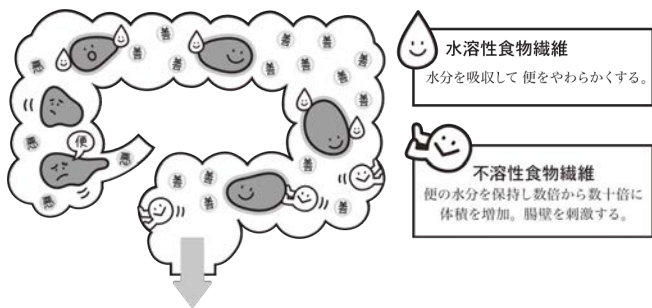 便
水溶性食物繊維
水分を吸収して 便をやわらかくする。
不溶性食物繊維
便の水分を保持し数倍から数十倍に
体積を増加。腸壁を刺激する。